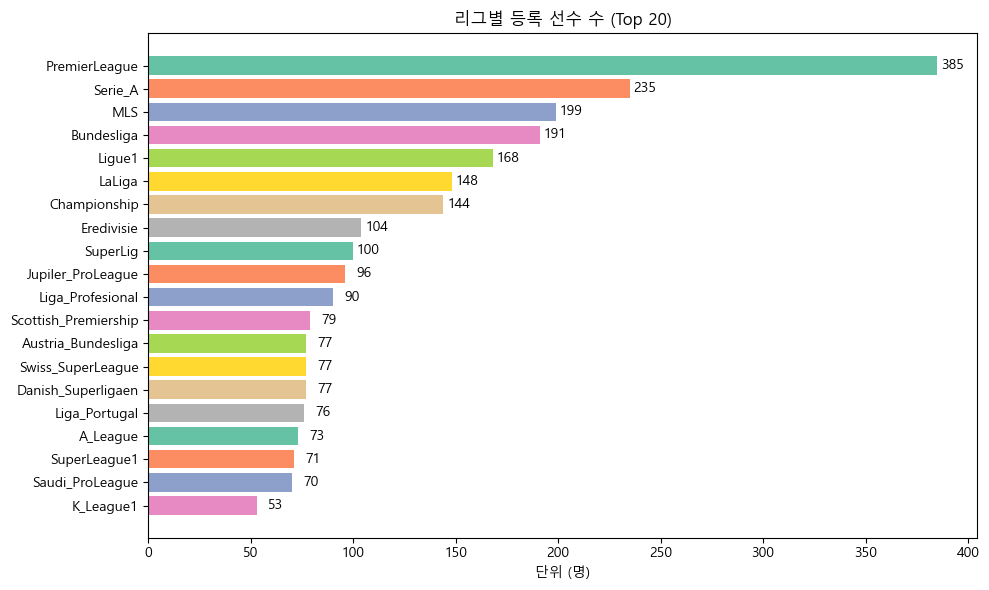 리그별 등록 선수 수 (Top 20)
PremierLeague 385
Serie_A 235
MLS 199
Bundesliga 191
Ligue1 168
LaLiga 148
Championship 144
Eredivisie 104
SuperLig 100
Jupiler_ProLeague 96
Liga_Profesional 90
Scottish_Premiership 79
Austria_Bundesliga 77
Swiss_SuperLeague 77
Danish_Superligaen 77
Liga_Portugal 76
A_League 73
SuperLeague1 71
Saudi_ProLeague 70
K_League1 53
0 50 100 150 200 250 300 350 400
단위 (명)